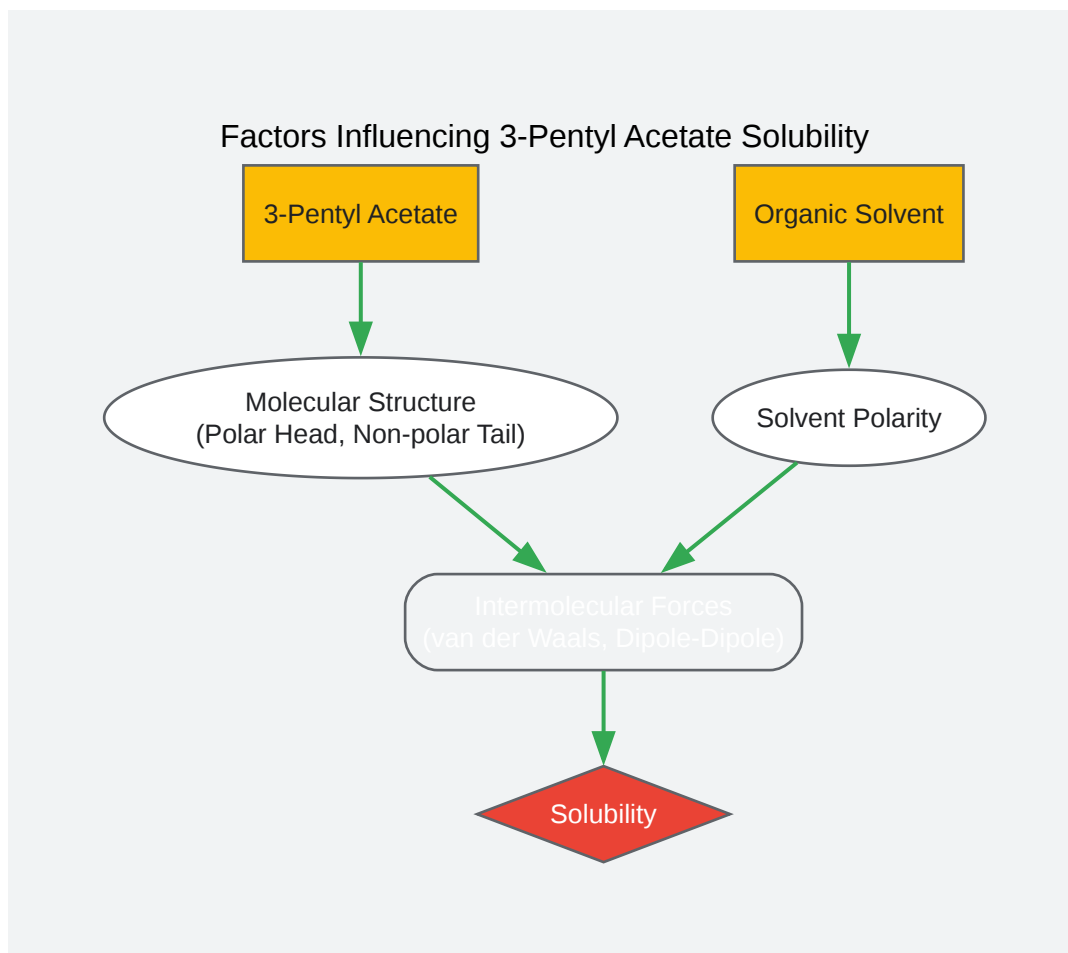 Factors Influencing 3-Pentyl Acetate Solubility
3-Pentyl Acetate
Organic Solvent
Molecular Structure
(Polar Head, Non-polar Tail)
Solvent Polarity
Intermolecular Forces
(van der Waals, Dipole-Dipole)
Solubility